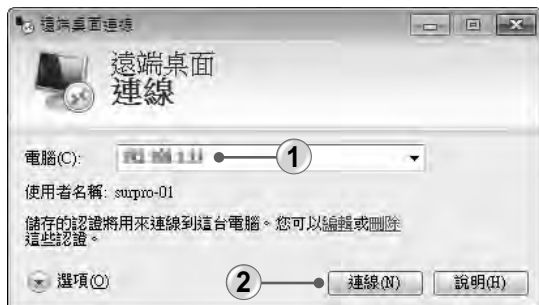 遠端桌面連線
遠端桌面
連線
電腦(C):
1
使用者名稱: surpro-01
儲存的認證將用來連線到這台電腦。您可以編輯或刪除
這些認證。
選項(O)
2
連線(N)
說明(H)